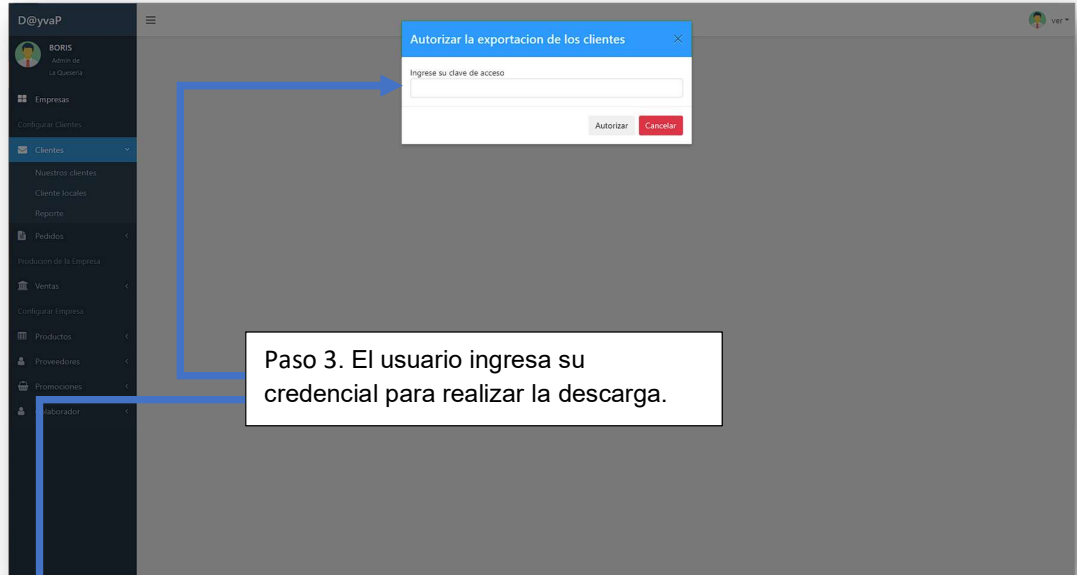 D@yvaP
ver
BORIS
Admin de
La Queseria
Empresas
Configurar Clientes
Clientes
Nuestros clientes
Cliente locales
Reporte
Pedidos
Produccion de la Empresa
Ventas
Configurar Empresa
Productos
Proveedores
Promociones
laborador
Autorizar la exportacion de los clientes
Ingrese su clave de acceso
Autorizar Cancelar
Paso 3. El usuario ingresa su
credencial para realizar la descarga.